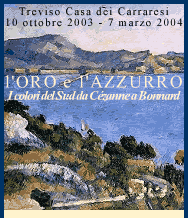 Treviso Casa dei Carraresi
10 ottobre 2003 - 7 marzo 2004
l'ORO e l'AZZURRO
I colori del Sud da Cézanne a Bonnard